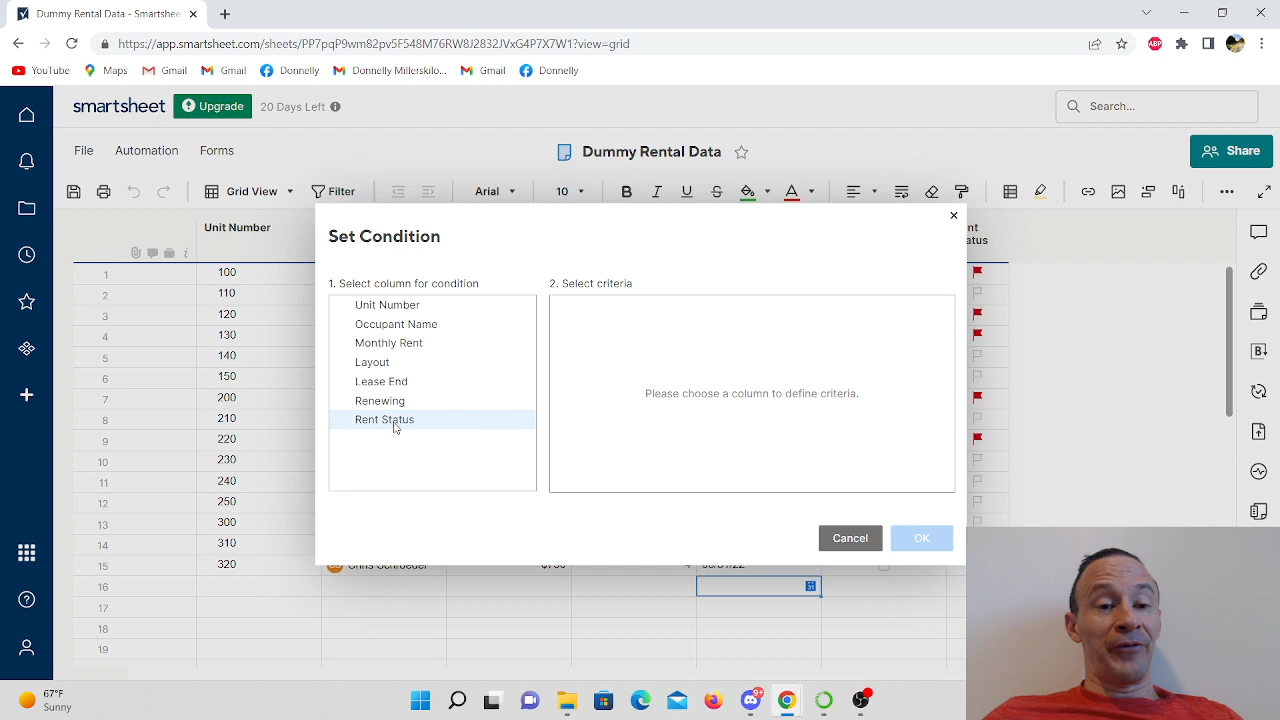 Dummy Rental Data - Smartshee
https://app.smartsheet.com/sheets/PP7pqP9wm82pv5F548M76RW8J2832JVxG4P7X7W1?view=grid
ABP
YouTube Maps Gmail Gmail Donnelly Donnelly Millerskilo... Gmail Donnelly
smartsheet Upgrade 20 Days Left Search...
File Automation Forms Dummy Rental Data Share
Grid View Filter Arial 10 B I U S A
Unit Number
Set Condition
1. Select column for condition
2. Select criteria
Unit Number
Occupant Name
Monthly Rent
Layout
Lease End
Renewing
Rent Status
Please choose a column to define criteria.
Cancel OK
nt
atus
1 100
2 110
3 120
4 130
5 140
6 150
7 200
8 210
9 220
10 230
11 240
12 250
13 300
14 310
15 320
16
17
18
19
67°F
Sunny
9+